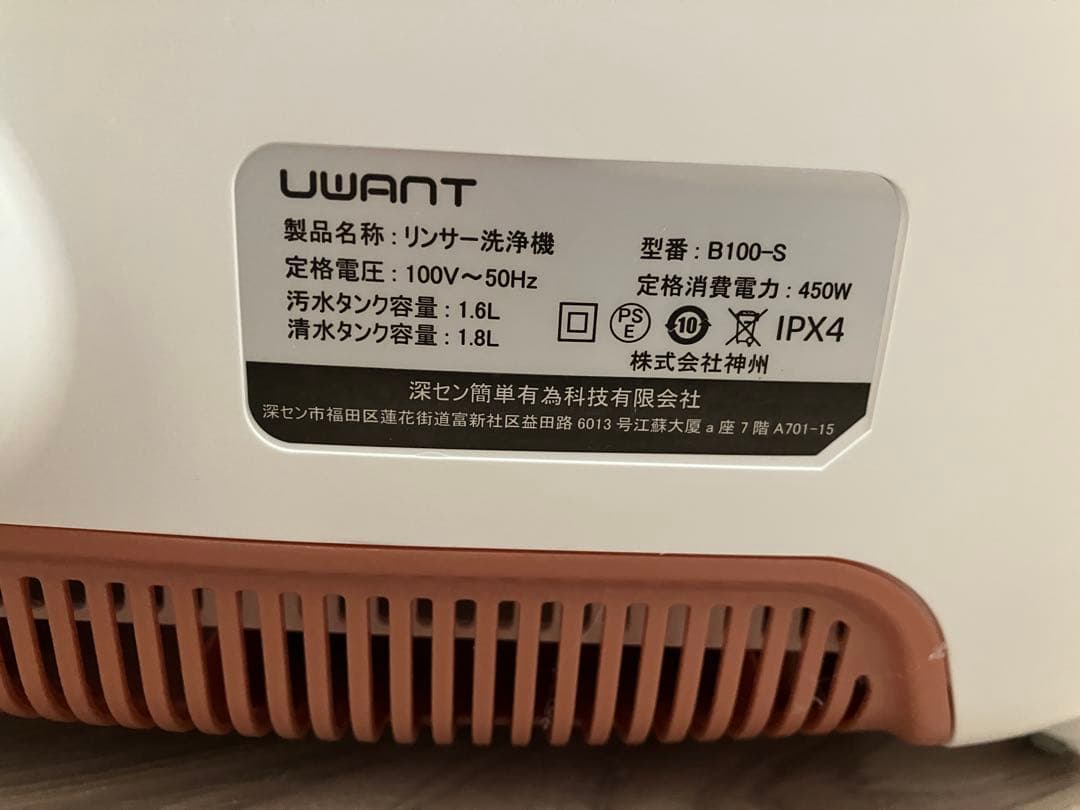 UWANT
製品名称：リンサー洗浄機
型番：B100-S
定格電圧：100V～50Hz
定格消費電力：450W
汚水タンク容量：1.6L
清水タンク容量：1.8L
PS
E
10
IPX4
株式会社神州
深セン簡単有為科技有限会社
深セン市福田区蓮花街道富新社区益田路 6013 号江蘇大厦 a 座 7 階 A701-15